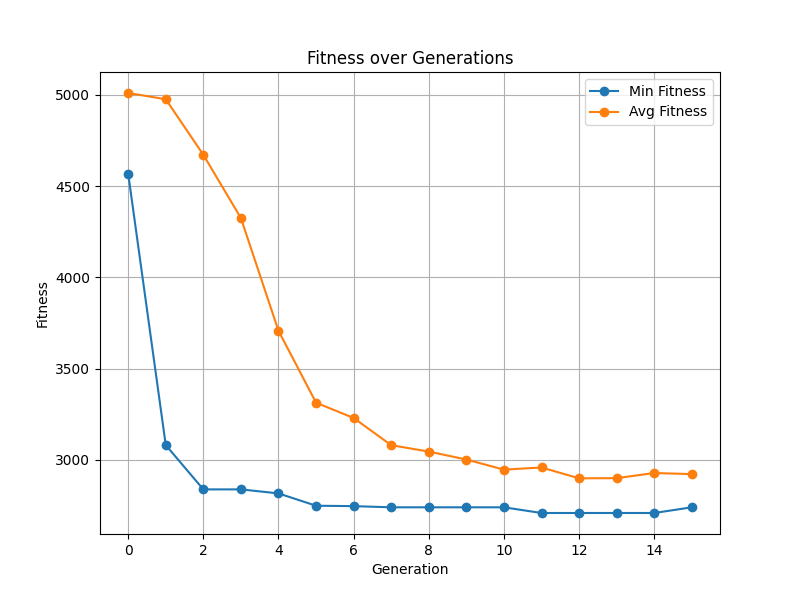 Fitness over Generations
Min Fitness
Avg Fitness
5000
4500
4000
3500
3000
Fitness
0 2 4 6 8 10 12 14
Generation